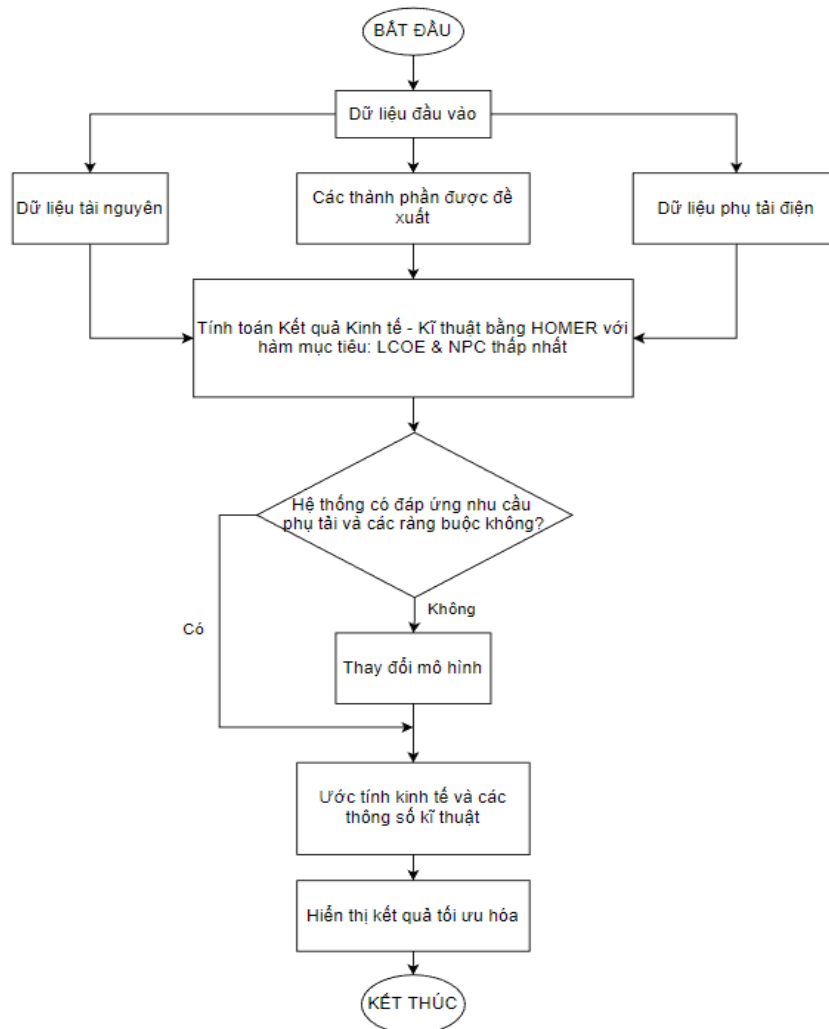 BẮT ĐẦU
Dữ liệu đầu vào
Dữ liệu tài nguyên
Các thành phần được đề
xuất
Dữ liệu phụ tải điện
Tính toán Kết quả Kinh tế - Kĩ thuật bằng HOMER với
hàm mục tiêu: LCOE & NPC thấp nhất
Hệ thống có đáp ứng nhu cầu
phụ tải và các ràng buộc không?
Không
Có
Thay đổi mô hình
Ước tính kinh tế và các
thông số kĩ thuật
Hiển thị kết quả tối ưu hóa
KẾT THÚC